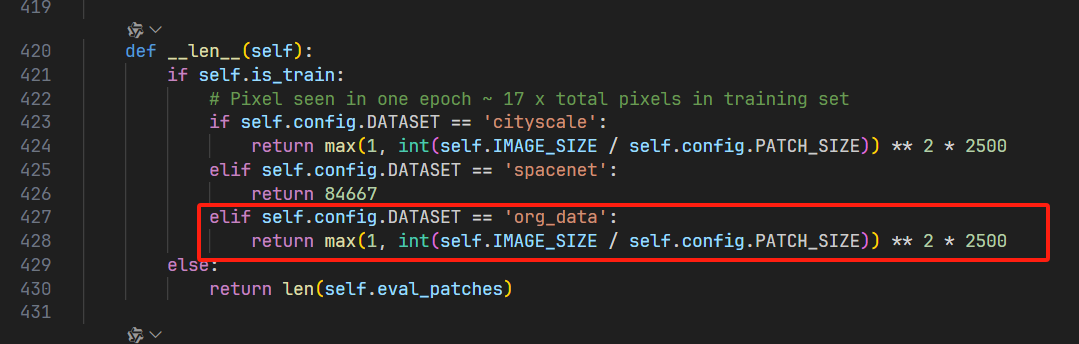 419
420 def __len__(self):
421 if self.is_train:
422 # Pixel seen in one epoch ~ 17 x total pixels in training set
423 if self.config.DATASET == 'cityscale':
424 return max(1, int(self.IMAGE_SIZE / self.config.PATCH_SIZE)) ** 2 * 2500
425 elif self.config.DATASET == 'spacenet':
426 return 84667
427 elif self.config.DATASET == 'org_data':
428 return max(1, int(self.IMAGE_SIZE / self.config.PATCH_SIZE)) ** 2 * 2500
429 else:
430 return len(self.eval_patches)
431